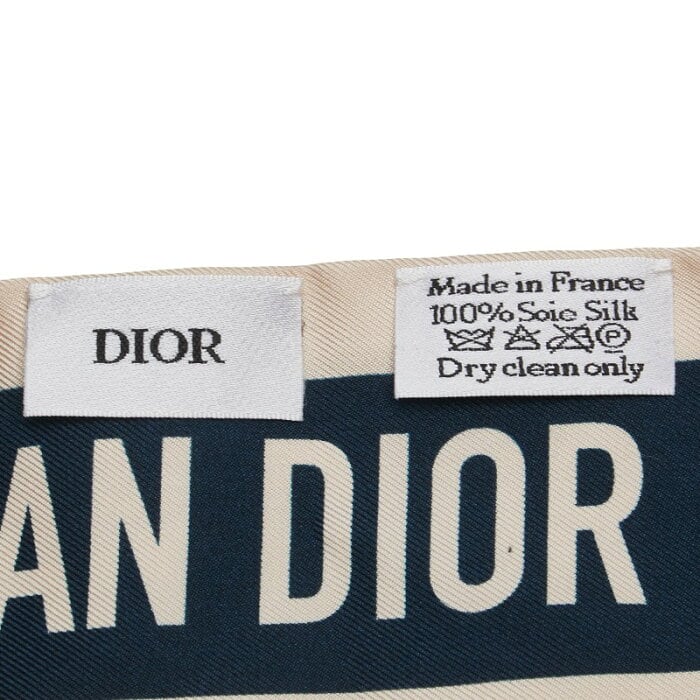 DIOR
Made in France
100% Soie Silk
P
Dry clean only
AN DIOR